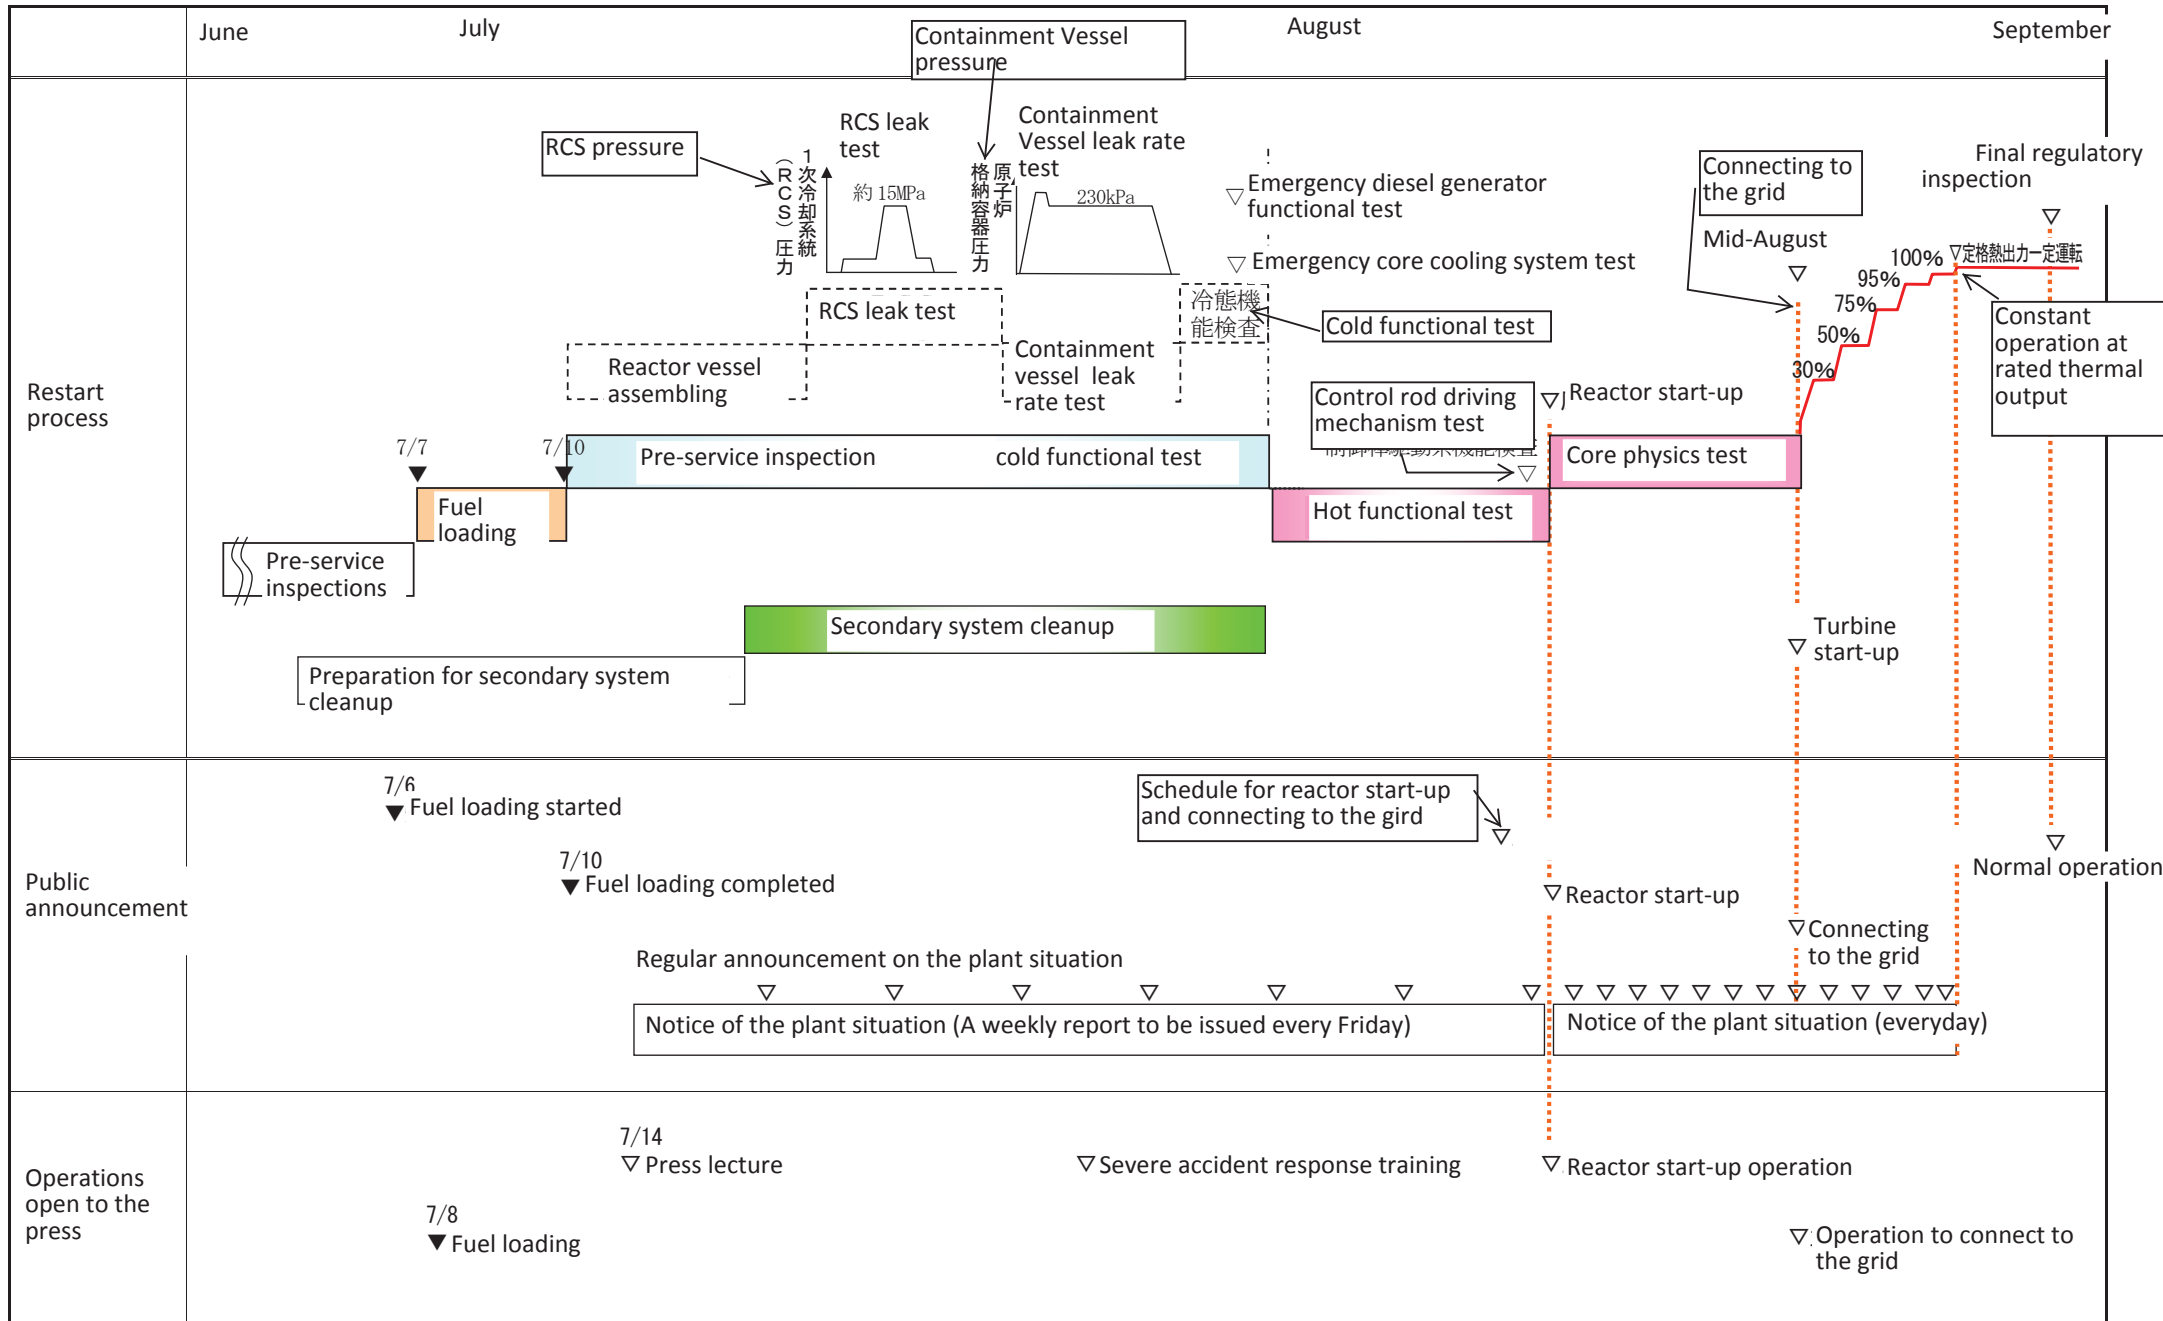 June
July
August
September
Containment Vessel
pressure
RCS leak
test
Containment
Vessel leak rate
test
RCS pressure
1次冷却系統
(RCS)圧力
約 15MPa
原子炉
格納容器圧力
230kPa
Emergency diesel generator
functional test
Emergency core cooling system test
Connecting to
the grid
Mid-August
Final regulatory
inspection
100%
▽定格熱出力一定運転
95%
75%
50%
30%
Constant
operation at
rated thermal
output
RCS leak test
冷態機
能検査
Cold functional test
Reactor vessel
assembling
Containment
vessel leak
rate test
Control rod driving
mechanism test
Reactor start-up
Restart
process
7/7
7/10
Pre-service inspection cold functional test
Core physics test
Fuel
loading
Hot functional test
Pre-service
inspections
Secondary system cleanup
Turbine
start-up
Preparation for secondary system
cleanup
Public
announcement
7/6
Fuel loading started
7/10
Fuel loading completed
Schedule for reactor start-up
and connecting to the gird
Reactor start-up
Normal operation
Connecting
to the grid
Regular announcement on the plant situation
Notice of the plant situation (A weekly report to be issued every Friday)
Notice of the plant situation (everyday)
Operations
open to the
press
7/14
Press lecture
Severe accident response training
Reactor start-up operation
7/8
Fuel loading
Operation to connect to
the grid